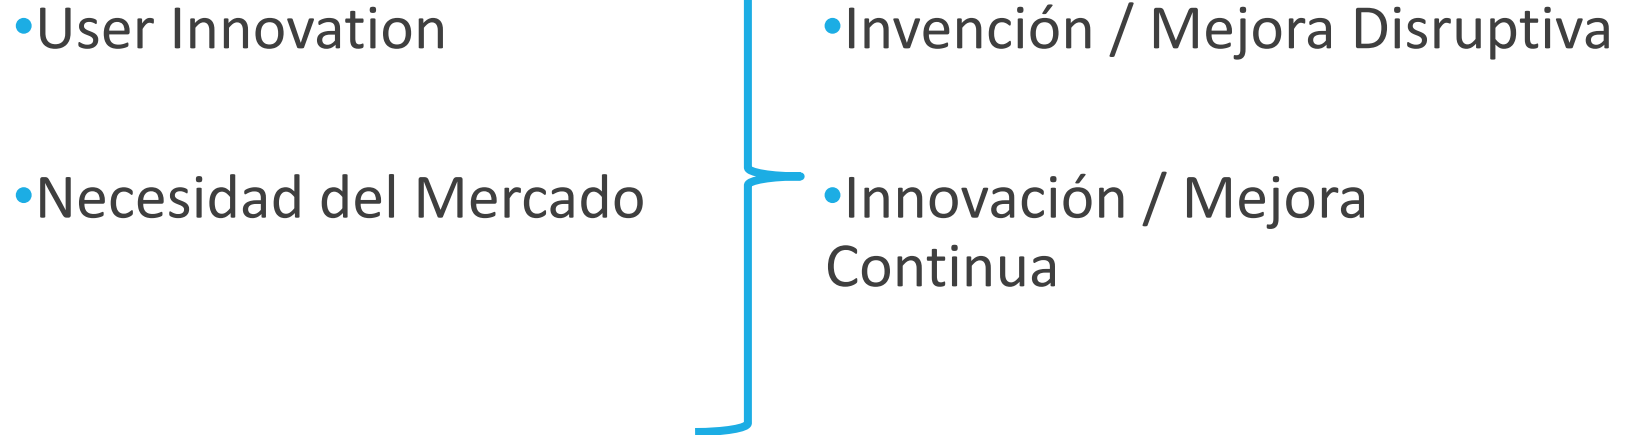 •User Innovation
•Necesidad del Mercado
•Invención / Mejora Disruptiva
•Innovación / Mejora
Continua